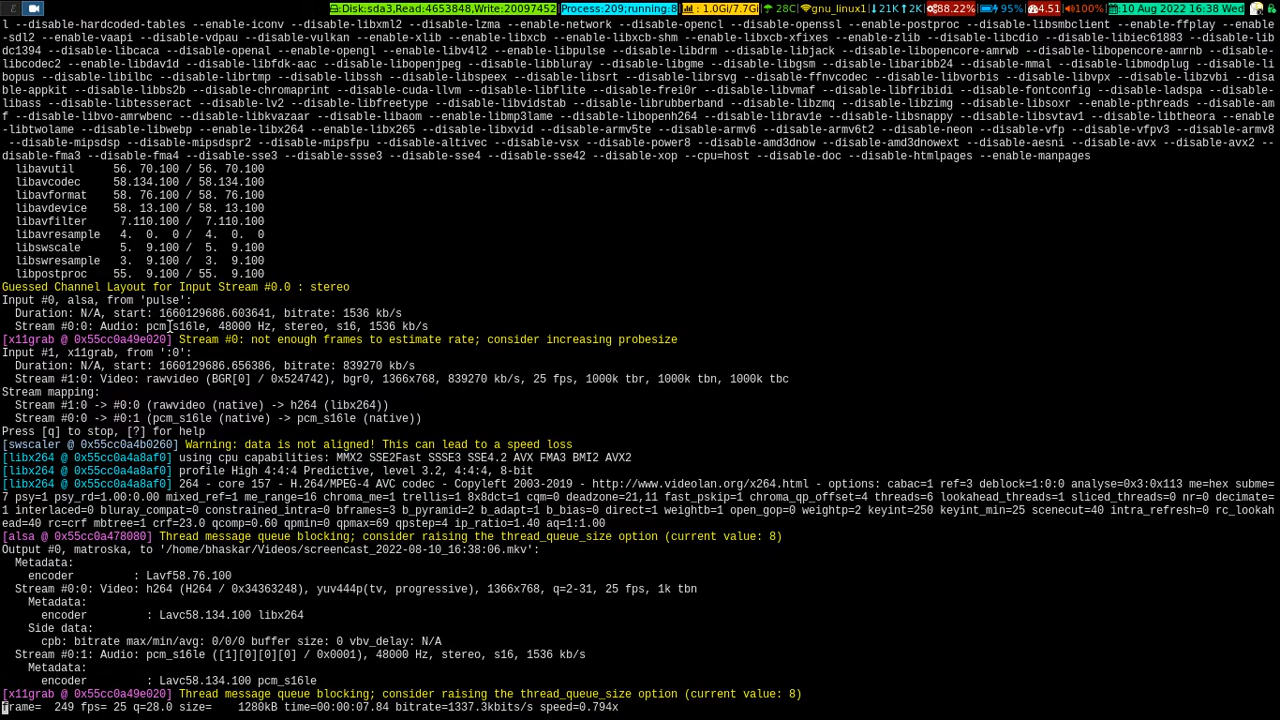 Disk:sda3,Read:4653848,Write:20097452 Process:209;running:8 : 1.0Gi/7.7Gi 28C gnu_linux1 21K 2K 88.22% 95% 4.51 100% :10 Aug 2022 16:38 Wed
l --disable-hardcoded-tables --enable-iconv --disable-libxml2 --disable-lzma --enable-network --disable-opencl --disable-openssl --enable-postproc --disable-libsmbclient --enable-ffplay --enable
-sdl2 --enable-vaapi --disable-vdpau --disable-vulkan --enable-xlib --enable-libxcb --enable-libxcb-shm --enable-libxcb-xfixes --enable-zlib --disable-libcdio --disable-libiec61883 --disable-lib
dc1394 --disable-libcaca --disable-openal --enable-opengl --enable-libv4l2 --enable-libpulse --disable-libdrm --disable-libjack --disable-libopencore-amrwb --disable-libopencore-amrnb --disable-
libcodec2 --enable-libdav1d --disable-libfdk-aac --disable-libopenjpeg --disable-libbluray --disable-libgme --disable-libgsm --disable-libaribb24 --disable-mmal --disable-libmodplug --disable-li
bopus --disable-libilbc --disable-librtmp --disable-libssh --disable-libspeex --disable-libsrt --disable-librsvg --disable-ffnvcodec --disable-libvorbis --disable-libvpx --disable-libzvbi --disa
ble-appkit --disable-libbs2b --disable-chromaprint --disable-cuda-llvm --disable-libflite --disable-frei0r --disable-libvmaf --disable-libfribidi --disable-fontconfig --disable-ladspa --disable-
libass --disable-libtesseract --disable-lv2 --disable-libfreetype --disable-libvidstab --disable-librubberband --disable-libzmq --disable-libzimg --disable-libsoxr --enable-pthreads --disable-am
f --disable-libvo-amrwbenc --disable-libkvazaar --disable-libaom --enable-libmp3lame --disable-libopenh264 --disable-librav1e --disable-libsnappy --disable-libsvtav1 --disable-libtheora --enable
-libtwolame --disable-libwebp --enable-libx264 --enable-libx265 --disable-libxvid --disable-armv5te --disable-armv6 --disable-armv6t2 --disable-neon --disable-vfp --disable-vfpv3 --disable-armv8
--disable-mipsdsp --disable-mipsdspr2 --disable-mipsfpu --disable-altivec --disable-vsx --disable-power8 --disable-amd3dnow --disable-amd3dnowext --disable-aesni --disable-avx --disable-avx2 --
disable-fma3 --disable-fma4 --disable-sse3 --disable-ssse3 --disable-sse4 --disable-sse42 --disable-xop --cpu=host --disable-doc --disable-htmlpages --enable-manpages
libavutil 56. 70.100 / 56. 70.100
libavcodec 58.134.100 / 58.134.100
libavformat 58. 76.100 / 58. 76.100
libavdevice 58. 13.100 / 58. 13.100
libavfilter 7.110.100 / 7.110.100
libavresample 4. 0. 0 / 4. 0. 0
libswscale 5. 9.100 / 5. 9.100
libswresample 3. 9.100 / 3. 9.100
libpostproc 55. 9.100 / 55. 9.100
Guessed Channel Layout for Input Stream #0.0 : stereo
Input #0, alsa, from 'pulse':
Duration: N/A, start: 1660129686.603641, bitrate: 1536 kb/s
Stream #0:0: Audio: pcm_s16le, 48000 Hz, stereo, s16, 1536 kb/s
[x11grab @ 0x55cc0a49e020] Stream #0: not enough frames to estimate rate; consider increasing probesize
Input #1, x11grab, from ':0':
Duration: N/A, start: 1660129686.656386, bitrate: 839270 kb/s
Stream #1:0: Video: rawvideo (BGR[0] / 0x524742), bgr0, 1366x768, 839270 kb/s, 25 fps, 1000k tbr, 1000k tbn, 1000k tbc
Stream mapping:
Stream #1:0 -> #0:0 (rawvideo (native) -> h264 (libx264))
Stream #0:0 -> #0:1 (pcm_s16le (native) -> pcm_s16le (native))
Press [q] to stop, [?] for help
[swscaler @ 0x55cc0a4b0260] Warning: data is not aligned! This can lead to a speed loss
[libx264 @ 0x55cc0a4a8af0] using cpu capabilities: MMX2 SSE2Fast SSSE3 SSE4.2 AVX FMA3 BMI2 AVX2
[libx264 @ 0x55cc0a4a8af0] profile High 4:4:4 Predictive, level 3.2, 4:4:4, 8-bit
[libx264 @ 0x55cc0a4a8af0] 264 - core 157 - H.264/MPEG-4 AVC codec - Copyleft 2003-2019 - http://www.videolan.org/x264.html - options: cabac=1 ref=3 deblock=1:0:0 analyse=0x3:0x113 me=hex subme=
7 psy=1 psy_rd=1.00:0.00 mixed_ref=1 me_range=16 chroma_me=1 trellis=1 8x8dct=1 cqm=0 deadzone=21,11 fast_pskip=1 chroma_qp_offset=4 threads=6 lookahead_threads=1 sliced_threads=0 nr=0 decimate=
1 interlaced=0 bluray_compat=0 constrained_intra=0 bframes=3 b_pyramid=2 b_adapt=1 b_bias=0 direct=1 weightb=1 open_gop=0 weightp=2 keyint=250 keyint_min=25 scenecut=40 intra_refresh=0 rc_lookah
ead=40 rc=crf mbtree=1 crf=23.0 qcomp=0.60 qpmin=0 qpmax=69 qpstep=4 ip_ratio=1.40 aq=1:1.00
[alsa @ 0x55cc0a478080] Thread message queue blocking; consider raising the thread_queue_size option (current value: 8)
Output #0, matroska, to '/home/bhaskar/Videos/screencast_2022-08-10_16:38:06.mkv':
Metadata:
encoder : Lavf58.76.100
Stream #0:0: Video: h264 (H264 / 0x34363248), yuv444p(tv, progressive), 1366x768, q=2-31, 25 fps, 1k tbn
Metadata:
encoder : Lavc58.134.100 libx264
Side data:
cpb: bitrate max/min/avg: 0/0/0 buffer size: 0 vbv_delay: N/A
Stream #0:1: Audio: pcm_s16le ([1][0][0][0] / 0x0001), 48000 Hz, stereo, s16, 1536 kb/s
Metadata:
encoder : Lavc58.134.100 pcm_s16le
[x11grab @ 0x55cc0a49e020] Thread message queue blocking; consider raising the thread_queue_size option (current value: 8)
frame= 249 fps= 25 q=28.0 size= 1280kB time=00:00:07.84 bitrate=1337.3kbits/s speed=0.794x